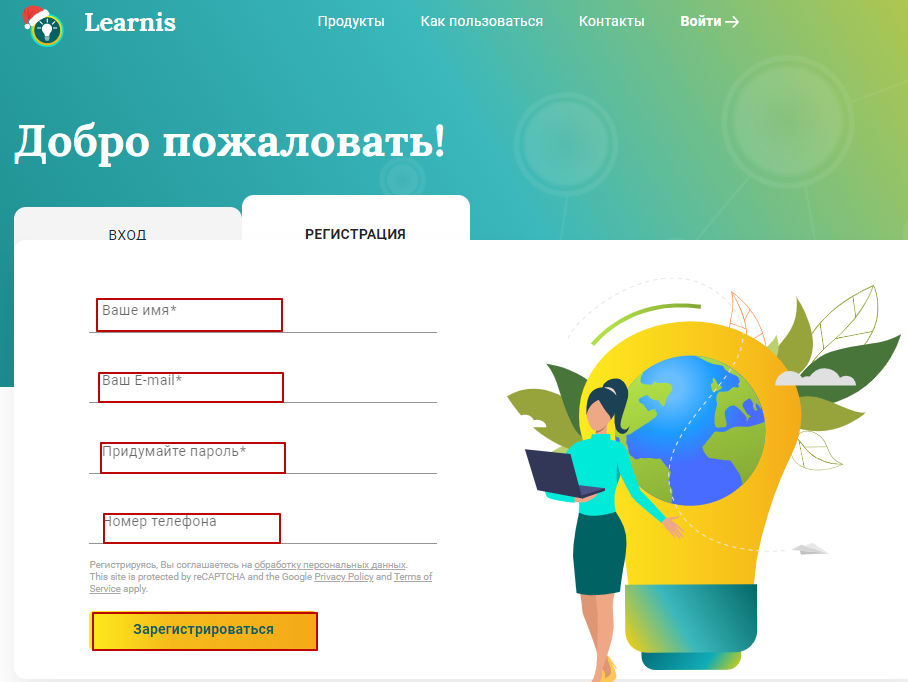 Learnis
Продукты Как пользоваться Контакты Войти →
Добро пожаловать!
ВХОД РЕГИСТРАЦИЯ
Ваше имя*
Ваш E-mail*
Придумайте пароль*
Номер телефона
Регистрируясь, Вы соглашаетесь на обработку персональных данных.
This site is protected by reCAPTCHA and the Google Privacy Policy and Terms of
Service apply.
Зарегистрироваться